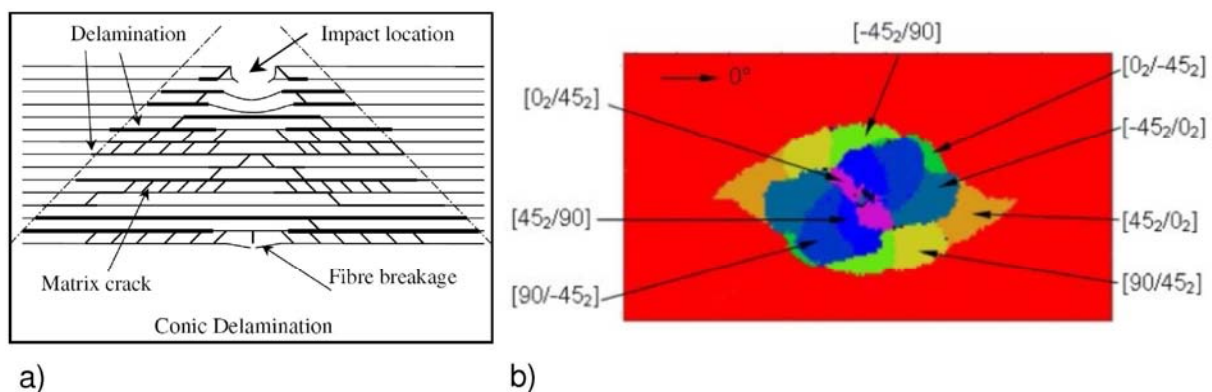 Delamination
Impact location
Matrix crack
Fibre breakage
Conic Delamination
a)
[-45₂/90]
0°
[0₂/45₂]
[0₂/-45₂]
[-45₂/0₂]
[45₂/90]
[45₂/0₂]
[90/-45₂]
[90/45₂]
b)